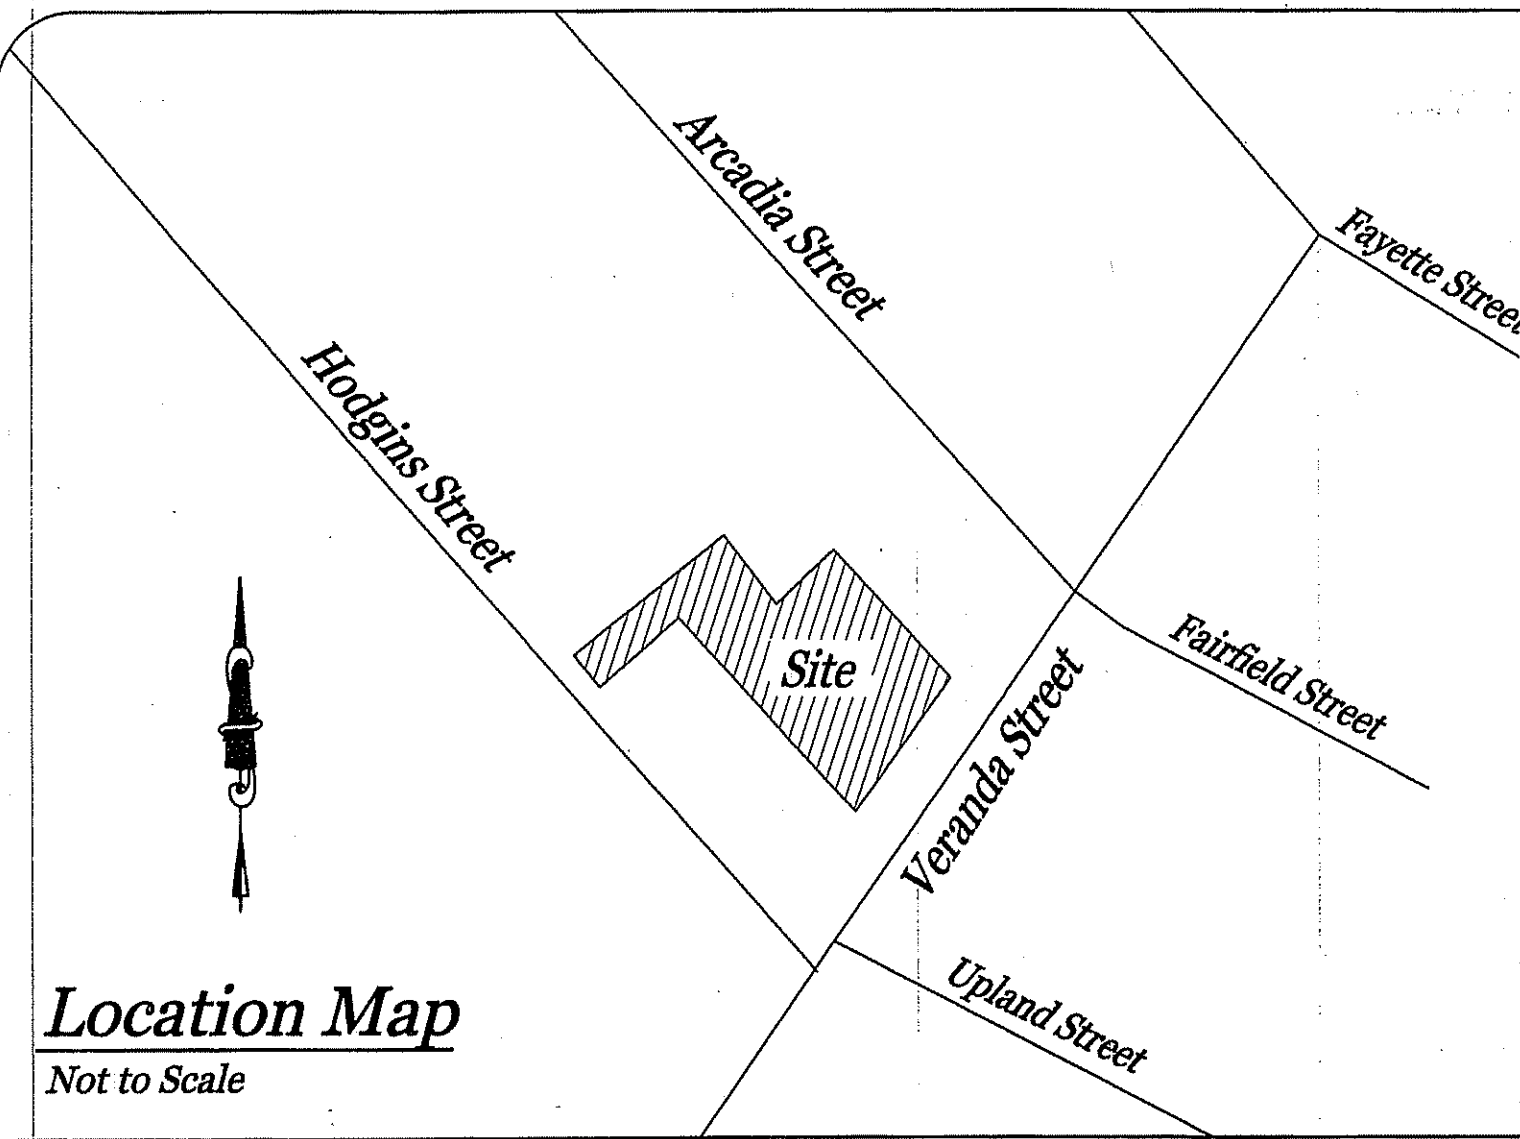 Arcadia Street
Fayette Street
Hodgins Street
Site
Fairfield Street
Veranda Street
Upland Street
Location Map
Not to Scale